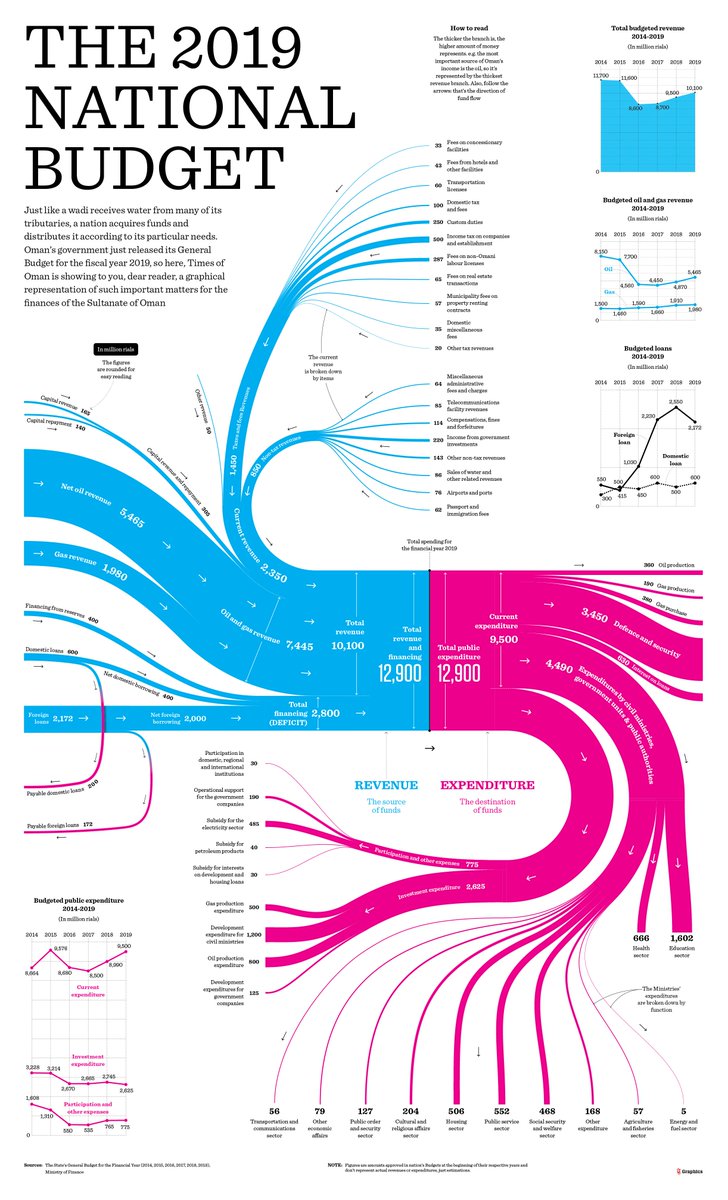 THE 2019
NATIONAL
BUDGET
Just like a wadi receives water from many of its
tributaries, a nation acquires funds and
distributes it according to its particular needs.
Oman's government just released its General
Budget for the fiscal year 2019, so here, Times of
Oman is showing to you, dear reader, a graphical
representation of such important matters for the
finances of the Sultanate of Oman
How to read
The thicker the branch is, the
higher amount of money
represents. e.g. the most
important source of Oman's
income is the oil, so it's
represented by the thickest
revenue branch. Also, follow the
arrows: that's the direction of
fund flow
Total budgeted revenue
2014-2019
(In million rials)
2014 2015 2016 2017 2018 2019
11,700
11,600
8,600
8,700
9,500
10,100
0
Budgeted oil and gas revenue
2014-2019
(In million rials)
2014 2015 2016 2017 2018 2019
8,150
7,700
4,560
4,450
4,870
5,465
Oil
Gas
1,500
1,460
1,590
1,660
1,910
1,980
0
Budgeted loans
2014-2019
(In million rials)
2014 2015 2016 2017 2018 2019
2,550
2,230
2,172
Foreign
loan
1,030
Domestic
loan
550
500
600
600
300
415
450
500
0
33 Fees on concessionary
facilities
43 Fees from hotels and
other facilities
60 Transportation
licenses
100 Domestic tax
and fees
250 Custom duties
500 Income tax on companies
and establishment
287 Fees on non-Omani
labour licenses
65 Fees on real estate
transactions
57 Municipality fees on
property renting
contracts
35 Domestic
miscellaneous
fees
20 Other tax revenues
The current
revenue
is broken down
by items
64 Miscellaneous
administrative
fees and charges
85 Telecommunications
facility revenues
114 Compensations, fines
and forfeitures
220 Income from government
investments
143 Other non-tax revenues
86 Sales of water and
other related revenues
76 Airports and ports
62 Passport and
immigration fees
In million rials
The figures
are rounded for
easy reading
Capital revenue 165
Capital repayment 140
Capital revenue and repayment 305
Other revenue 50
1,450 Taxes and fees Revenues
850 Non-tax revenues
Current revenue 2,350
Net oil revenue 5,465
Gas revenue 1,980
Oil and gas revenue 7,445
Financing from reserves 400
Domestic loans 600
Net domestic borrowing 400
Foreign
loans 2,172
Net foreign
borrowing 2,000
Total
financing 2,800
(DEFICIT)
Payable domestic loans 200
Payable foreign loans 172
Total
revenue
10,100
Total
revenue
and
financing
12,900
Total spending for
the financial year 2019
Total public
expenditure
12,900
Current
expenditure
9,500
360 Oil production
190 Gas production
380 Gas purchase
3,450 Defence and security
630 Interest on loans
4,490 Expenditures by civil ministries,
government units & public authorities
REVENUE
The source
of funds
EXPENDITURE
The destination
of funds
Participation in
domestic, regional
and international
institutions
30
Operational support
for the government
companies
190
Subsidy for the
electricity sector
485
Subsidy for
petroleum products
40
Subsidy for interests
on development and
housing loans
30
Participation and other expenses 775
Investment expenditure 2,625
Gas production
expenditure
500
Development
expenditure for
civil ministries
1,200
Oil production
expenditure
800
Development
expenditures for
government
companies
125
666
Health
sector
1,602
Education
sector
The Ministries'
expenditures
are broken down by
function
Budgeted public expenditure
2014-2019
(In million rials)
2014 2015 2016 2017 2018 2019
8,664
9,576
8,680
8,500
8,990
9,500
Current
expenditure
3,228
3,214
2,670
2,665
2,745
2,625
Investment
expenditure
1,608
1,310
550
535
765
775
Participation and
other expenses
0
56
Transportation and
communications
sector
79
Other
economic
affairs
127
Public order
and security
sector
204
Cultural and
religious affairs
sector
506
Housing
sector
552
Public service
sector
468
Social security
and welfare
sector
168
Other
expenditure
57
Agriculture
and fisheries
sector
5
Energy and
fuel sector
Sources: The State's General Budget for the Financial Year (2014, 2015, 2016, 2017, 2018, 2019),
Ministry of Finance
NOTE: Figures are amounts approved in nation's Budgets at the beginning of their respective years and
don't represent actual revenues or expenditures, just estimations.
Graphics